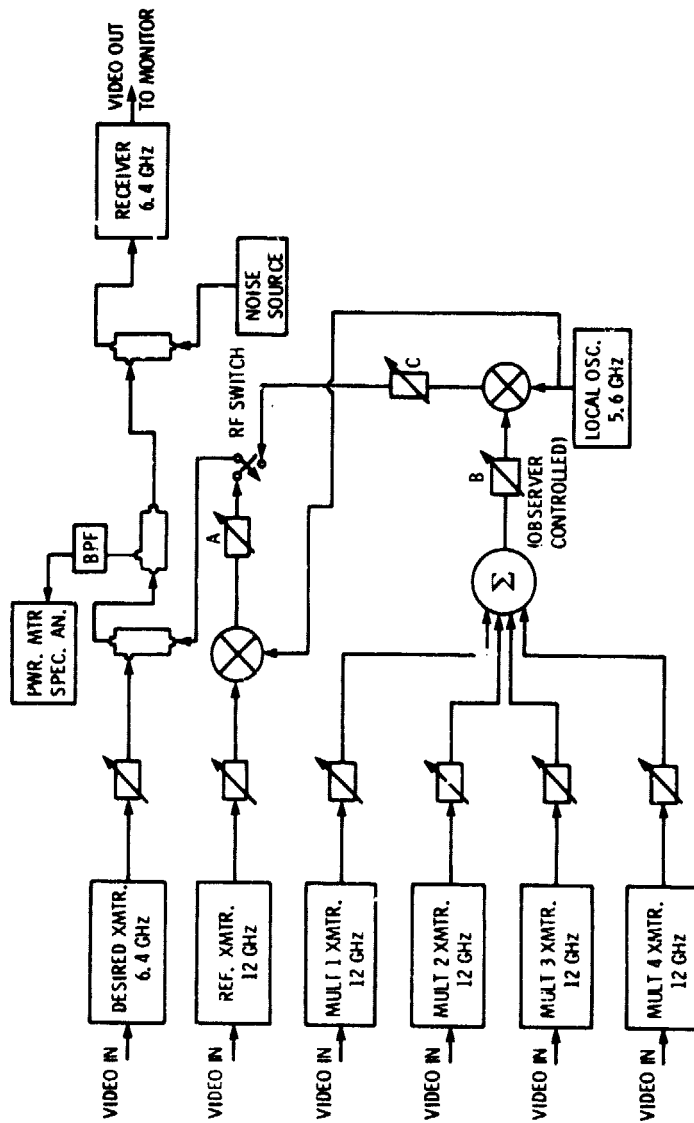 VIDEO IN
DESIRED XMTR.
6.4 GHz
PWR. MTR
SPEC. AN.
BPF
RECEIVER
6.4 GHz
VIDEO OUT
TO MONITOR
NOISE
SOURCE
VIDEO IN
REF. XMTR.
12 GHz
A
RF SWITCH
C
VIDEO IN
MULT 1 XMTR.
12 GHz
VIDEO IN
MULT 2 XMTR.
12 GHz
Σ
B
(OBSERVER
CONTROLLED)
LOCAL OSC.
5.6 GHz
VIDEO IN
MULT 3 XMTR.
12 GHz
VIDEO IN
MULT 4 XMTR.
12 GHz